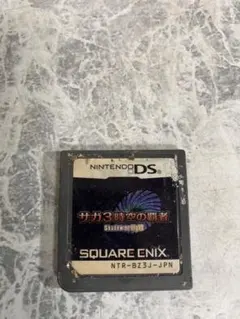 NINTENDO DS
サガ3時空の覇者
SQUARE ENIX
NTR-BZ3J-JPN